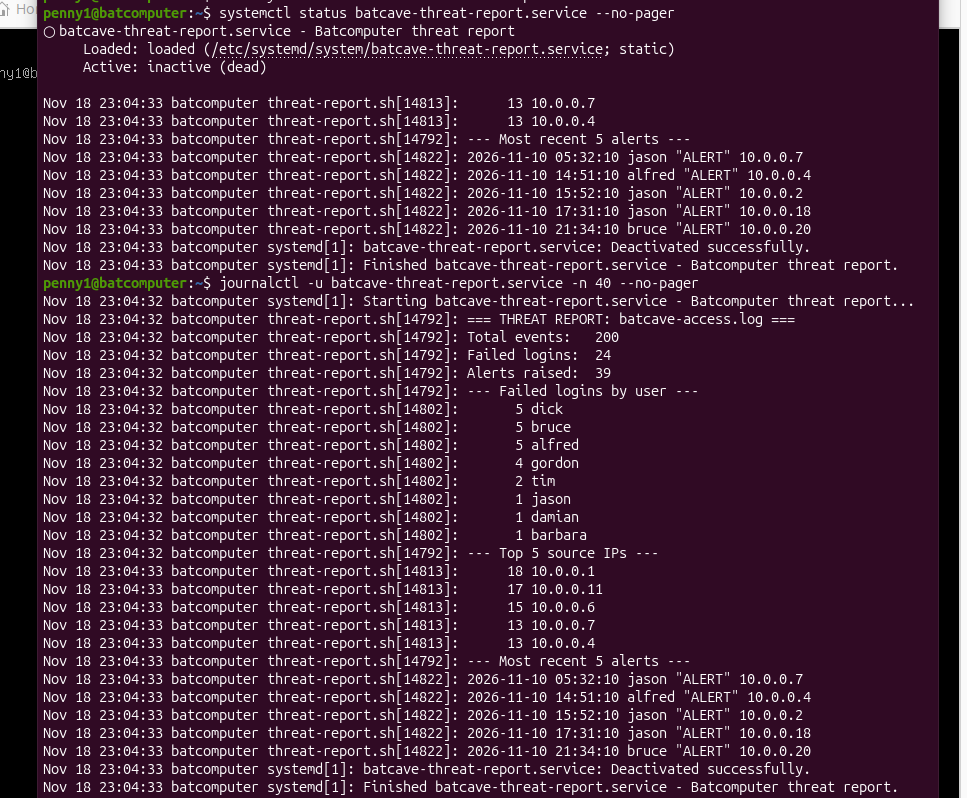 Ho
penny1@batcomputer:~$ systemctl status batcave-threat-report.service --no-pager
○ batcave-threat-report.service - Batcomputer threat report
     Loaded: loaded (/etc/systemd/system/batcave-threat-report.service; static)
     Active: inactive (dead)
ny1@b
Nov 18 23:04:33 batcomputer threat-report.sh[14813]:      13 10.0.0.7
Nov 18 23:04:33 batcomputer threat-report.sh[14813]:      13 10.0.0.4
Nov 18 23:04:33 batcomputer threat-report.sh[14792]: --- Most recent 5 alerts ---
Nov 18 23:04:33 batcomputer threat-report.sh[14822]: 2026-11-10 05:32:10 jason "ALERT" 10.0.0.7
Nov 18 23:04:33 batcomputer threat-report.sh[14822]: 2026-11-10 14:51:10 alfred "ALERT" 10.0.0.4
Nov 18 23:04:33 batcomputer threat-report.sh[14822]: 2026-11-10 15:52:10 jason "ALERT" 10.0.0.2
Nov 18 23:04:33 batcomputer threat-report.sh[14822]: 2026-11-10 17:31:10 jason "ALERT" 10.0.0.18
Nov 18 23:04:33 batcomputer threat-report.sh[14822]: 2026-11-10 21:34:10 bruce "ALERT" 10.0.0.20
Nov 18 23:04:33 batcomputer systemd[1]: batcave-threat-report.service: Deactivated successfully.
Nov 18 23:04:33 batcomputer systemd[1]: Finished batcave-threat-report.service - Batcomputer threat report.
penny1@batcomputer:~$ journalctl -u batcave-threat-report.service -n 40 --no-pager
Nov 18 23:04:32 batcomputer systemd[1]: Starting batcave-threat-report.service - Batcomputer threat report...
Nov 18 23:04:32 batcomputer threat-report.sh[14792]: === THREAT REPORT: batcave-access.log ===
Nov 18 23:04:32 batcomputer threat-report.sh[14792]: Total events:   200
Nov 18 23:04:32 batcomputer threat-report.sh[14792]: Failed logins:  24
Nov 18 23:04:32 batcomputer threat-report.sh[14792]: Alerts raised:  39
Nov 18 23:04:32 batcomputer threat-report.sh[14792]: --- Failed logins by user ---
Nov 18 23:04:32 batcomputer threat-report.sh[14802]:       5 dick
Nov 18 23:04:32 batcomputer threat-report.sh[14802]:       5 bruce
Nov 18 23:04:32 batcomputer threat-report.sh[14802]:       5 alfred
Nov 18 23:04:32 batcomputer threat-report.sh[14802]:       4 gordon
Nov 18 23:04:32 batcomputer threat-report.sh[14802]:       2 tim
Nov 18 23:04:32 batcomputer threat-report.sh[14802]:       1 jason
Nov 18 23:04:32 batcomputer threat-report.sh[14802]:       1 damian
Nov 18 23:04:32 batcomputer threat-report.sh[14802]:       1 barbara
Nov 18 23:04:32 batcomputer threat-report.sh[14792]: --- Top 5 source IPs ---
Nov 18 23:04:33 batcomputer threat-report.sh[14813]:      18 10.0.0.1
Nov 18 23:04:33 batcomputer threat-report.sh[14813]:      17 10.0.0.11
Nov 18 23:04:33 batcomputer threat-report.sh[14813]:      15 10.0.0.6
Nov 18 23:04:33 batcomputer threat-report.sh[14813]:      13 10.0.0.7
Nov 18 23:04:33 batcomputer threat-report.sh[14813]:      13 10.0.0.4
Nov 18 23:04:33 batcomputer threat-report.sh[14792]: --- Most recent 5 alerts ---
Nov 18 23:04:33 batcomputer threat-report.sh[14822]: 2026-11-10 05:32:10 jason "ALERT" 10.0.0.7
Nov 18 23:04:33 batcomputer threat-report.sh[14822]: 2026-11-10 14:51:10 alfred "ALERT" 10.0.0.4
Nov 18 23:04:33 batcomputer threat-report.sh[14822]: 2026-11-10 15:52:10 jason "ALERT" 10.0.0.2
Nov 18 23:04:33 batcomputer threat-report.sh[14822]: 2026-11-10 17:31:10 jason "ALERT" 10.0.0.18
Nov 18 23:04:33 batcomputer threat-report.sh[14822]: 2026-11-10 21:34:10 bruce "ALERT" 10.0.0.20
Nov 18 23:04:33 batcomputer systemd[1]: batcave-threat-report.service: Deactivated successfully.
Nov 18 23:04:33 batcomputer systemd[1]: Finished batcave-threat-report.service - Batcomputer threat report.